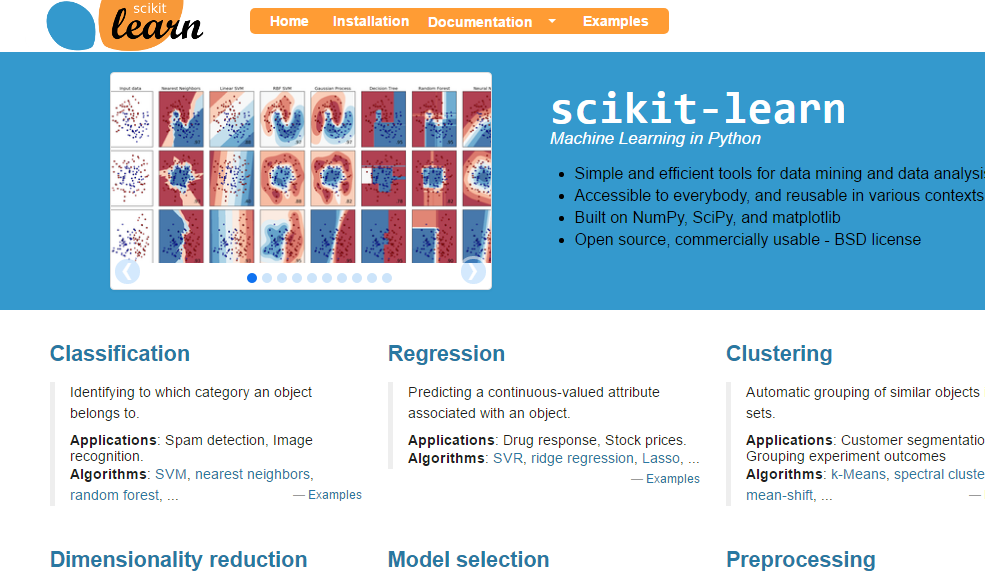 scikit
learn
Home Installation Documentation Examples
Input data Nearest Neighbors Linear SVM RBF SVM Gaussian Process Decision Tree Random Forest Neural N
scikit-learn
Machine Learning in Python
Simple and efficient tools for data mining and data analysis
Accessible to everybody, and reusable in various contexts
Built on NumPy, SciPy, and matplotlib
Open source, commercially usable - BSD license
Classification
Identifying to which category an object
belongs to.
Applications: Spam detection, Image
recognition.
Algorithms: SVM, nearest neighbors,
random forest, ...
— Examples
Regression
Predicting a continuous-valued attribute
associated with an object.
Applications: Drug response, Stock prices.
Algorithms: SVR, ridge regression, Lasso, ...
— Examples
Clustering
Automatic grouping of similar objects
sets.
Applications: Customer segmentatio
Grouping experiment outcomes
Algorithms: k-Means, spectral cluste
mean-shift, ...
—
Dimensionality reduction
Model selection
Preprocessing